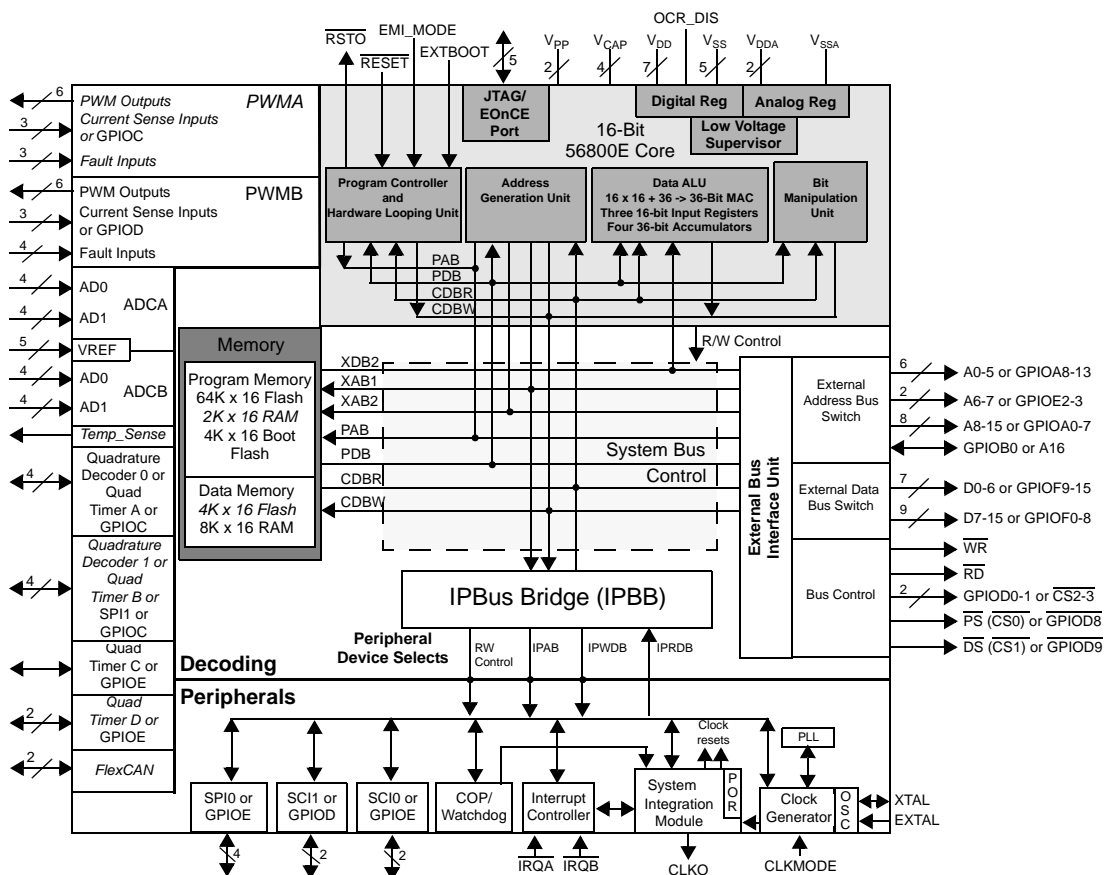 OCR_DIS
EMI_MODE
RSTO
EXTBOOT
RESET
5
VPP
2
VCAP
4
VDD
7
VSS
5
VDDA
2
VSSA
6
PWM Outputs
PWMA
3
Current Sense Inputs
or GPIOC
3
Fault Inputs
6
PWM Outputs
PWMB
3
Current Sense Inputs
or GPIOD
4
Fault Inputs
4
AD0
ADCA
4
AD1
5
VREF
4
AD0
ADCB
4
AD1
Temp_Sense
4
Quadrature
Decoder 0 or
Quad
Timer A or
GPIOC
4
Quadrature
Decoder 1 or
Quad
Timer B or
SPI1 or
GPIOC
Quad
Timer C or
GPIOE
2
Quad
Timer D or
GPIOE
2
FlexCAN
JTAG/
EOnCE
Port
Digital Reg
Analog Reg
Low Voltage
Supervisor
16-Bit
56800E Core
Program Controller
and
Hardware Looping Unit
Address
Generation Unit
Data ALU
16 x 16 + 36 -> 36-Bit MAC
Three 16-bit Input Registers
Four 36-bit Accumulators
Bit
Manipulation
Unit
PAB
PDB
CDBR
CDBW
R/W Control
Memory
Program Memory
64K x 16 Flash
2K x 16 RAM
4K x 16 Boot
Flash
Data Memory
4K x 16 Flash
8K x 16 RAM
XDB2
XAB1
XAB2
PAB
PDB
CDBR
CDBW
System Bus
Control
External Bus
Interface Unit
External
Address Bus
Switch
External Data
Bus Switch
Bus Control
6
A0-5 or GPIOA8-13
2
A6-7 or GPIOE2-3
8
A8-15 or GPIOA0-7
GPIOB0 or A16
7
D0-6 or GPIOF9-15
9
D7-15 or GPIOF0-8
WR
RD
2
GPIOD0-1 or CS2-3
PS (CS0) or GPIOD8
DS (CS1) or GPIOD9
IPBus Bridge (IPBB)
Peripheral
Device Selects
RW
Control
IPAB
IPWDB
IPRDB
Decoding
Peripherals
Clock
resets
PLL
SPI0 or
GPIOE
SCI1 or
GPIOD
SCI0 or
GPIOE
COP/
Watchdog
Interrupt
Controller
System
Integration
Module
POR
Clock
Generator
OSC
XTAL
EXTAL
4
2
2
IRQA
IRQB
CLKO
CLKMODE